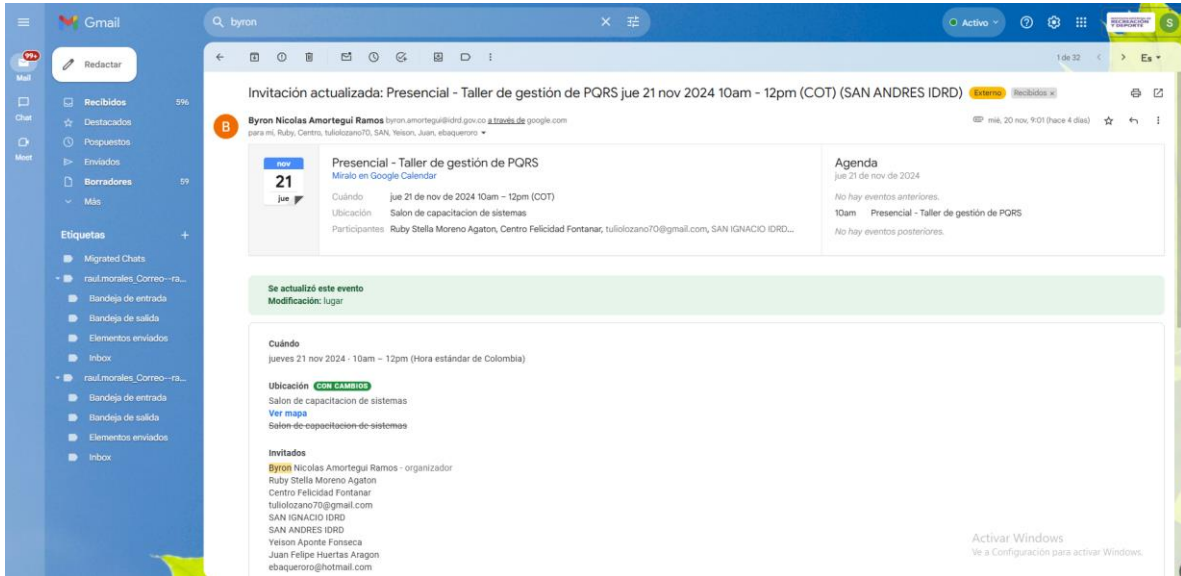 Gmail
byron
Activo
RECREACIÓN
Y DEPORTE
S
99+
Mail
Chat
Meet
Redactar
Recibidos 596
Destacados
Pospuestos
Enviados
Borradores 59
Más
Etiquetas
Migrated Chats
raul.morales_Correo--ra...
Bandeja de entrada
Bandeja de salida
Elementos enviados
Inbox
raul.morales_Correo--ra...
Bandeja de entrada
Bandeja de salida
Elementos enviados
Inbox
1 de 32
Es
Invitación actualizada: Presencial - Taller de gestión de PQRS jue 21 nov 2024 10am - 12pm (COT) (SAN ANDRES IDRD) Externo Recibidos x
B
Byron Nicolas Amortegui Ramos byron.amortegui@idrd.gov.co a través de google.com
mié, 20 nov, 9:01 (hace 4 días)
para mí, Ruby, Centro, tuliolozano70, SAN, Yeison, Juan, ebaqueroro
nov
21
jue
Presencial - Taller de gestión de PQRS
Míralo en Google Calendar
Cuándo jue 21 de nov de 2024 10am – 12pm (COT)
Ubicación Salon de capacitacion de sistemas
Participantes Ruby Stella Moreno Agaton, Centro Felicidad Fontanar, tuliolozano70@gmail.com, SAN IGNACIO IDRD...
Agenda
jue 21 de nov de 2024
No hay eventos anteriores.
10am Presencial - Taller de gestión de PQRS
No hay eventos posteriores.
Se actualizó este evento
Modificación: lugar
Cuándo
jueves 21 nov 2024 · 10am – 12pm (Hora estándar de Colombia)
Ubicación CON CAMBIOS
Salon de capacitacion de sistemas
Ver mapa
Salon de capacitacion de sistemas
Invitados
Byron Nicolas Amortegui Ramos - organizador
Ruby Stella Moreno Agaton
Centro Felicidad Fontanar
tuliolozano70@gmail.com
SAN IGNACIO IDRD
SAN ANDRES IDRD
Yeison Aponte Fonseca
Juan Felipe Huertas Aragon
ebaqueroro@hotmail.com
Activar Windows
Ve a Configuración para activar Windows.